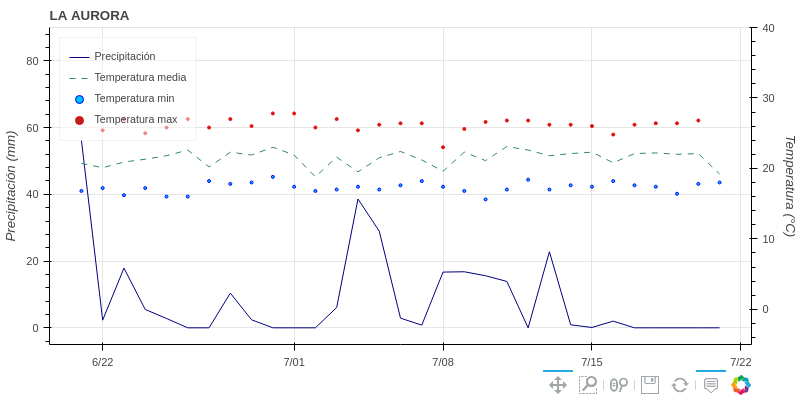 LA AURORA
Precipitación
Temperatura media
Temperatura min
Temperatura max
Precipitación (mm)
80
60
40
20
0
Temperatura (°C)
40
30
20
10
0
6/22
7/01
7/08
7/15
7/22